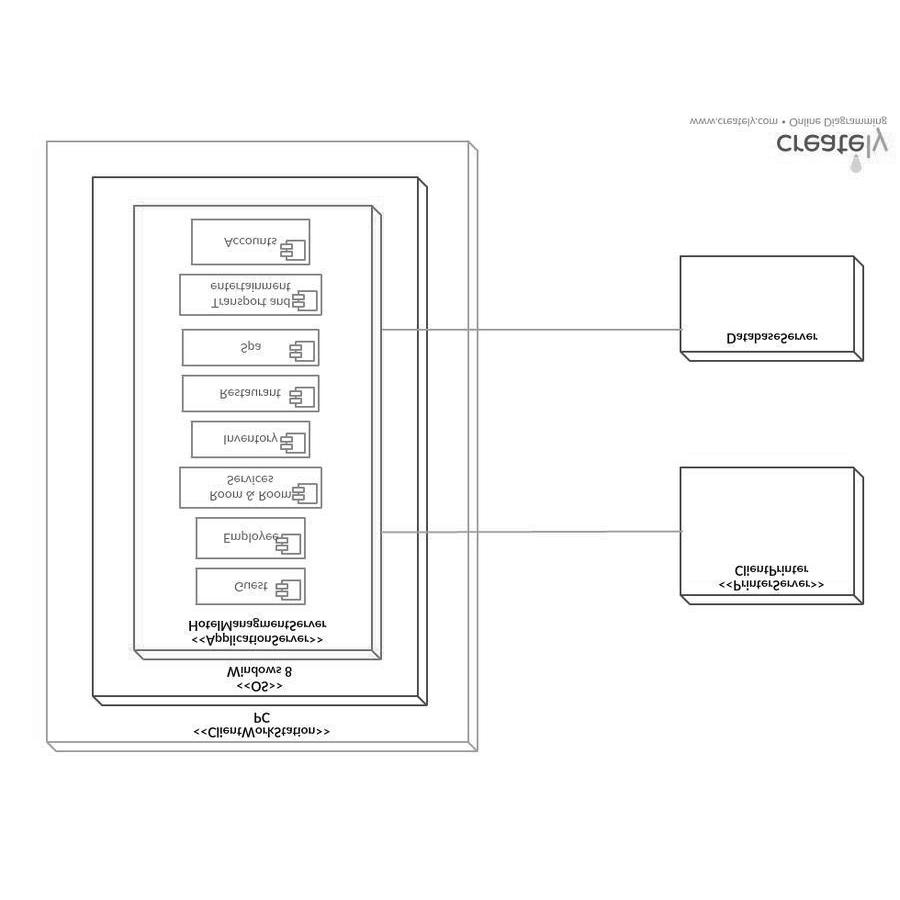 <<ClientWorkStation>>
PC
<<OS>>
Windows 8
<<ApplicationServer>>
HotelManagmentServer
Guest
Employee
Room & Room
Services
Inventory
Restaurant
Spa
Transport and
entertainment
Accounts
<<PrinterServer>>
ClientPrinter
DatabaseServer
creately
www.creately.com • Online Diagramming